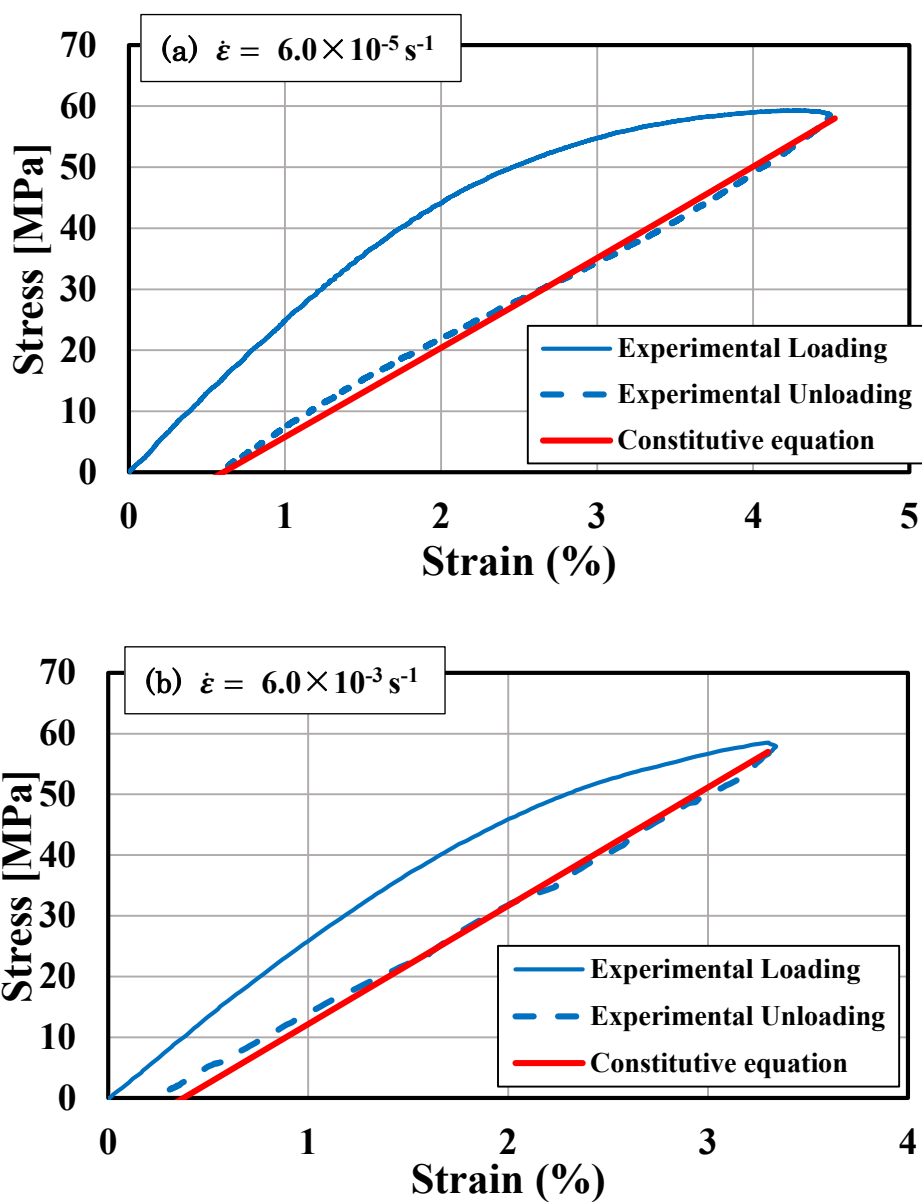 70
(a) ε̇ = 6.0×10⁻⁵ s⁻¹
60
50
40
30
20
10
0
Stress [MPa]
Experimental Loading
Experimental Unloading
Constitutive equation
0 1 2 3 4 5
Strain (%)
70
(b) ε̇ = 6.0×10⁻³ s⁻¹
60
50
40
30
20
10
0
Stress [MPa]
Experimental Loading
Experimental Unloading
Constitutive equation
0 1 2 3 4
Strain (%)